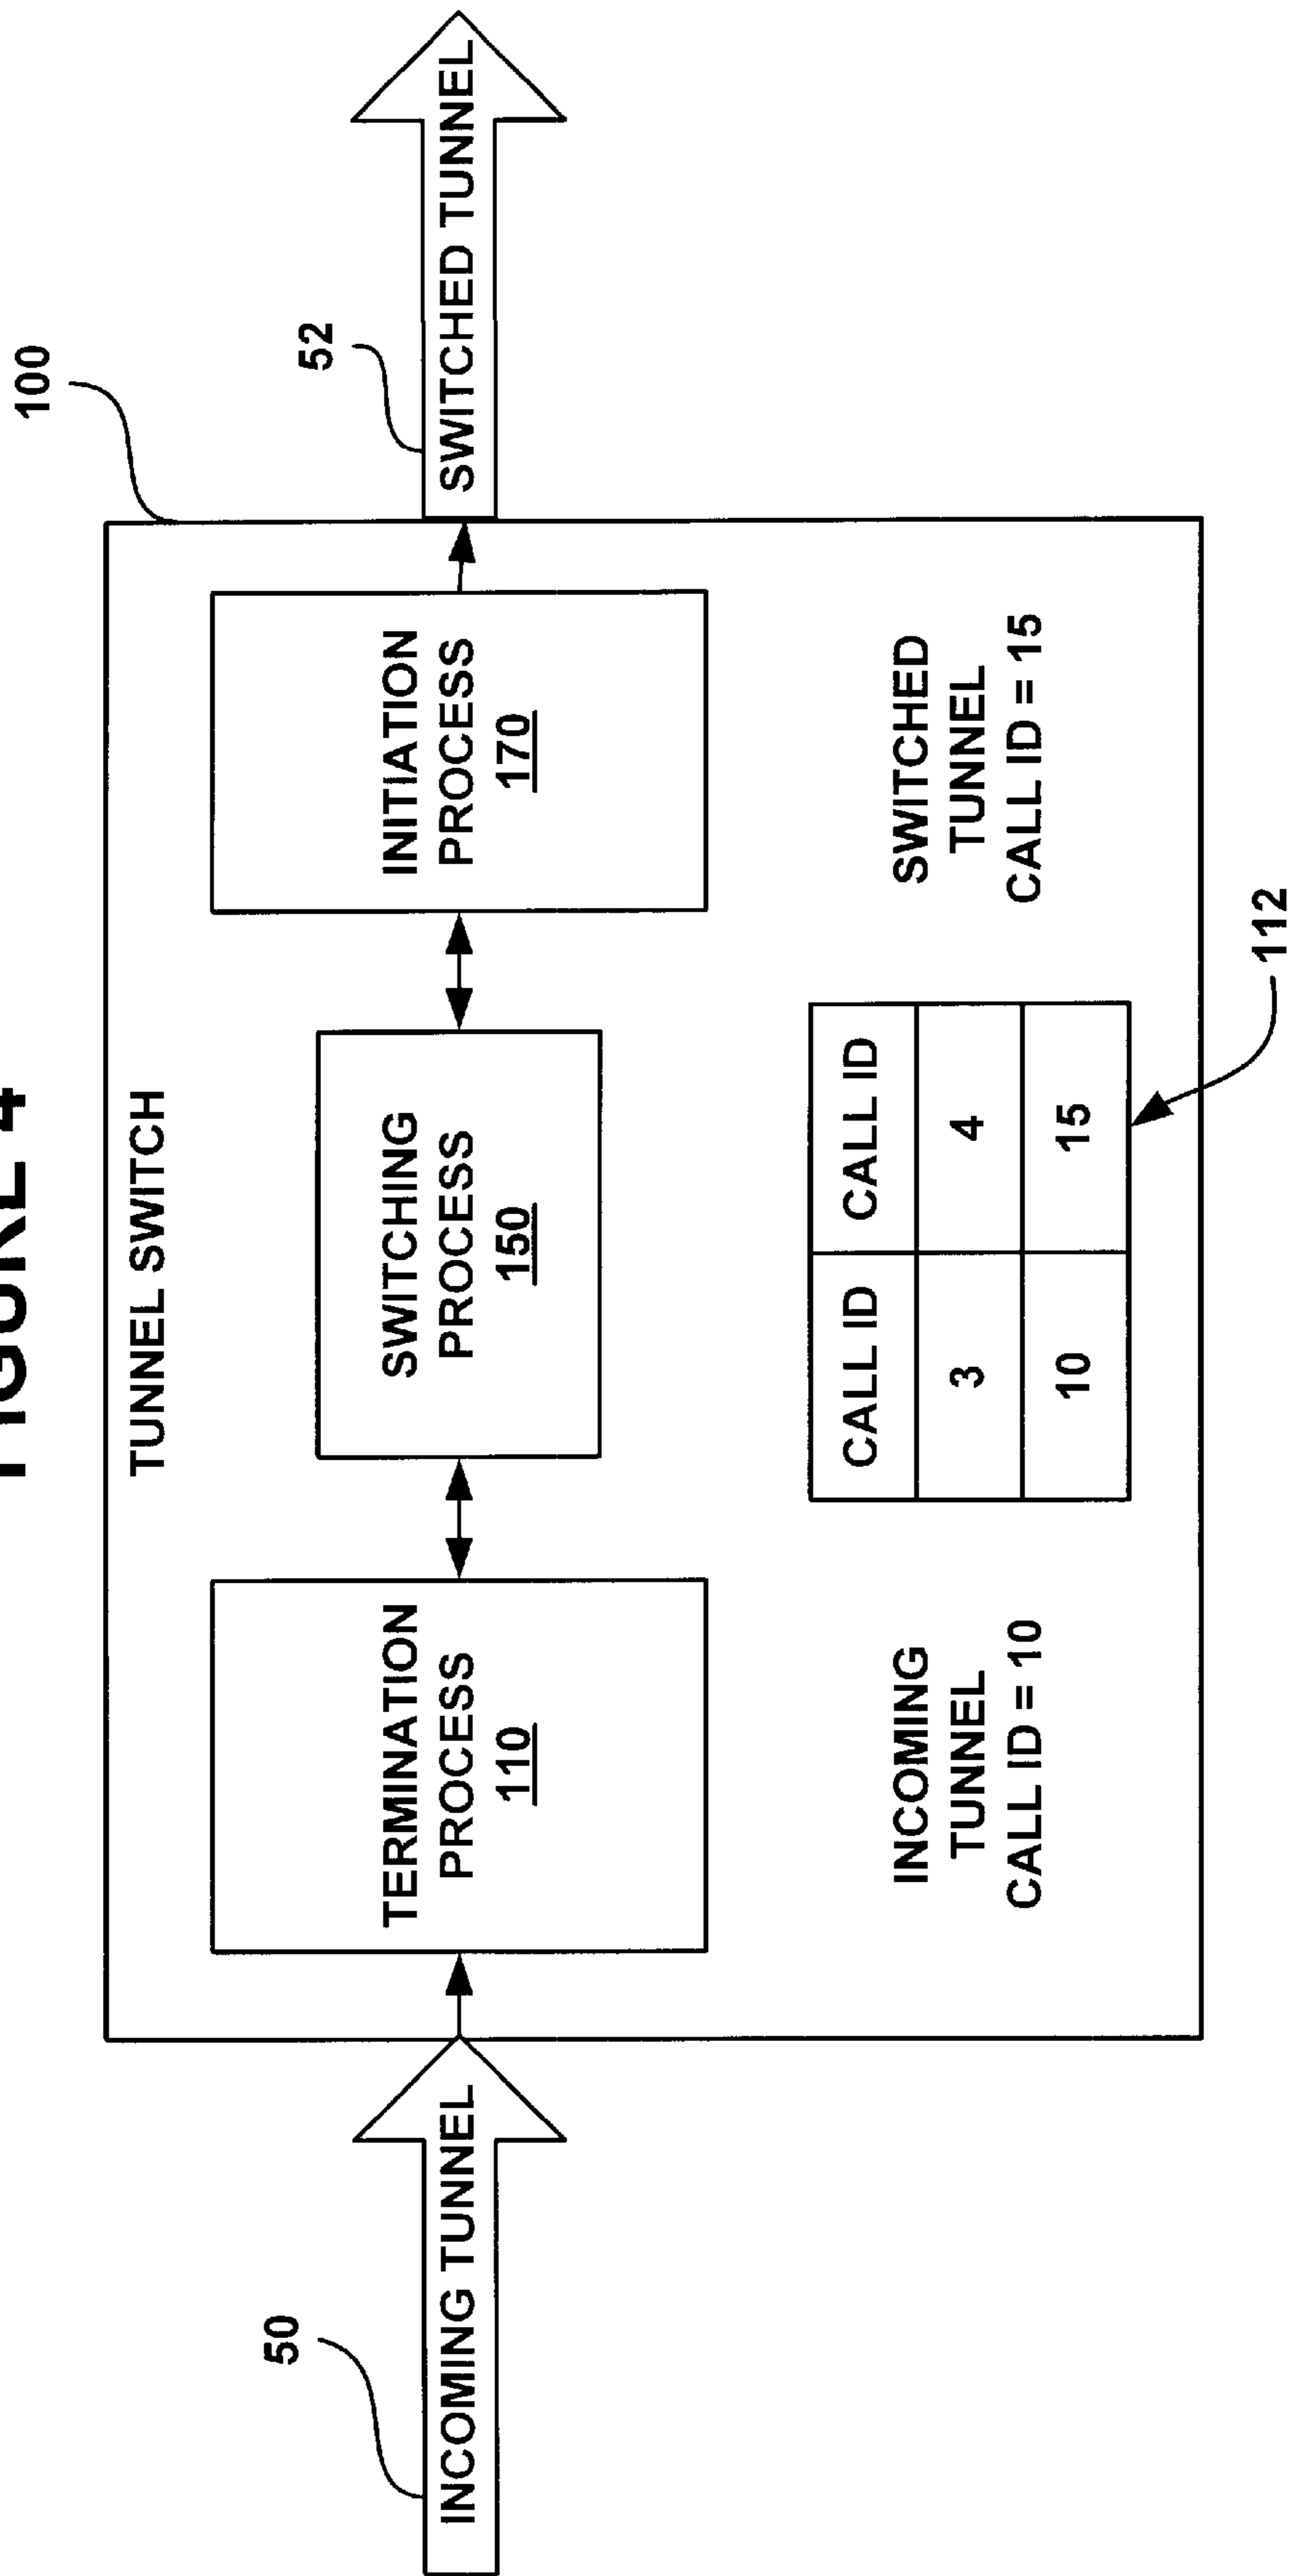 FIGURE 4
100
TUNNEL SWITCH
50
52
INCOMING TUNNEL
TERMINATION
PROCESS
110
SWITCHING
PROCESS
150
INITIATION
PROCESS
170
SWITCHED TUNNEL
INCOMING
TUNNEL
CALL ID = 10
CALL ID CALL ID
3 4
10 15
SWITCHED
TUNNEL
CALL ID = 15
112